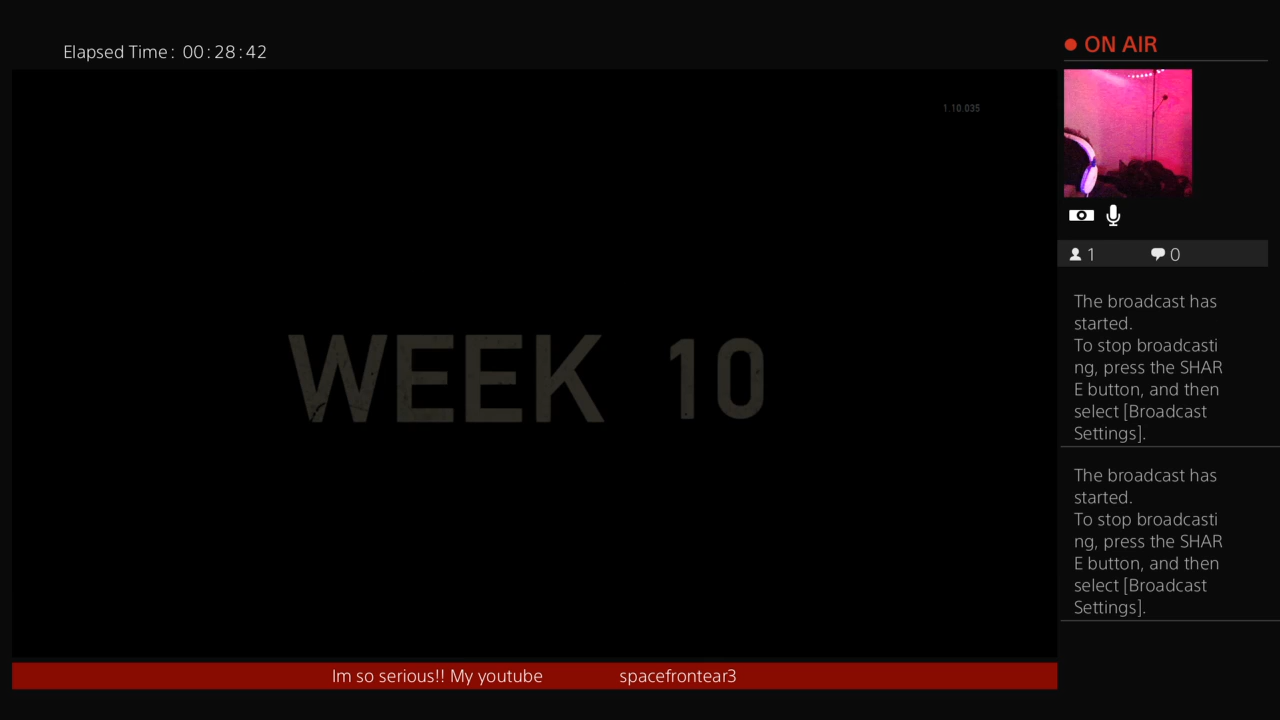 Elapsed Time: 00:28:42
ON AIR
1.10.035
1 0
WEEK 10
The broadcast has
started.
To stop broadcasti
ng, press the SHAR
E button, and then
select [Broadcast
Settings].
The broadcast has
started.
To stop broadcasti
ng, press the SHAR
E button, and then
select [Broadcast
Settings].
Im so serious!! My youtube spacefrontear3